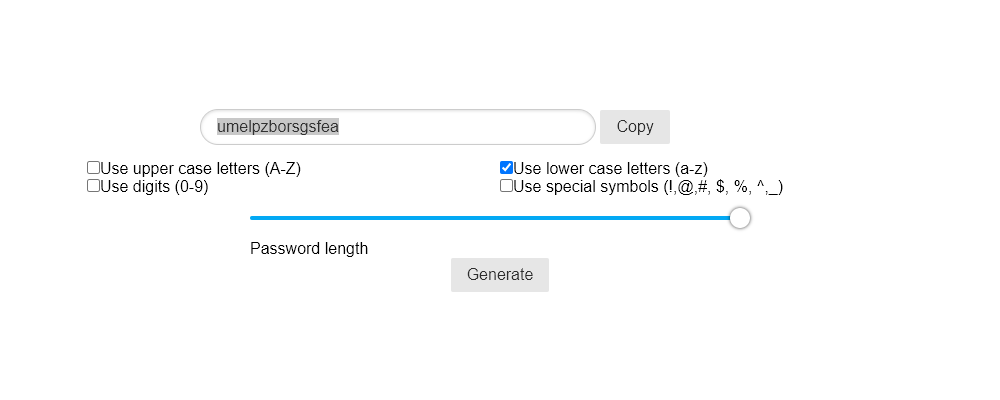 umelpzborsgsfea Copy
Use upper case letters (A-Z) Use lower case letters (a-z)
Use digits (0-9) Use special symbols (!,@,#, $, %, ^,_)
Password length
Generate